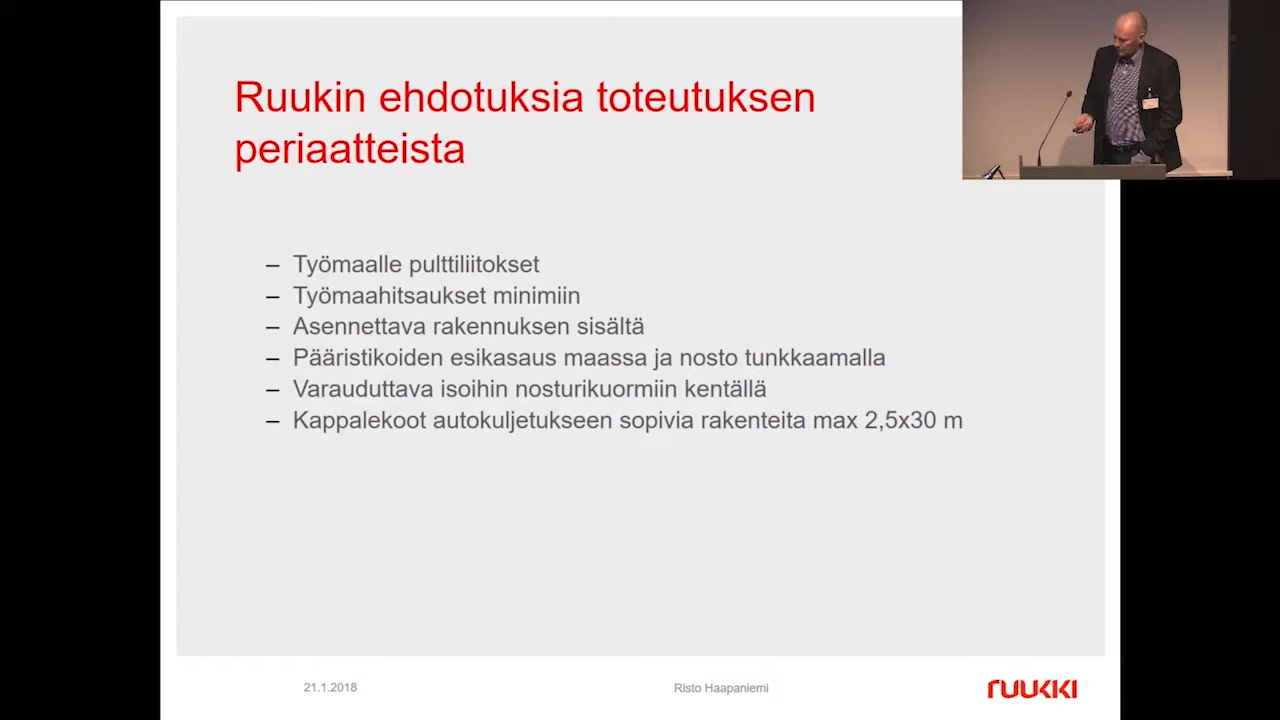 Ruukin ehdotuksia toteutuksen
periaatteista
– Työmaalle pulttiliitokset
– Työmaahitsaukset minimiin
– Asennettava rakennuksen sisältä
– Pääristikoiden esikasaus maassa ja nosto tunkkaamalla
– Varauduttava isoihin nosturikuormiin kentällä
– Kappalekoot autokuljetukseen sopivia rakenteita max 2,5x30 m
21.1.2018
Risto Haapaniemi
ruukki